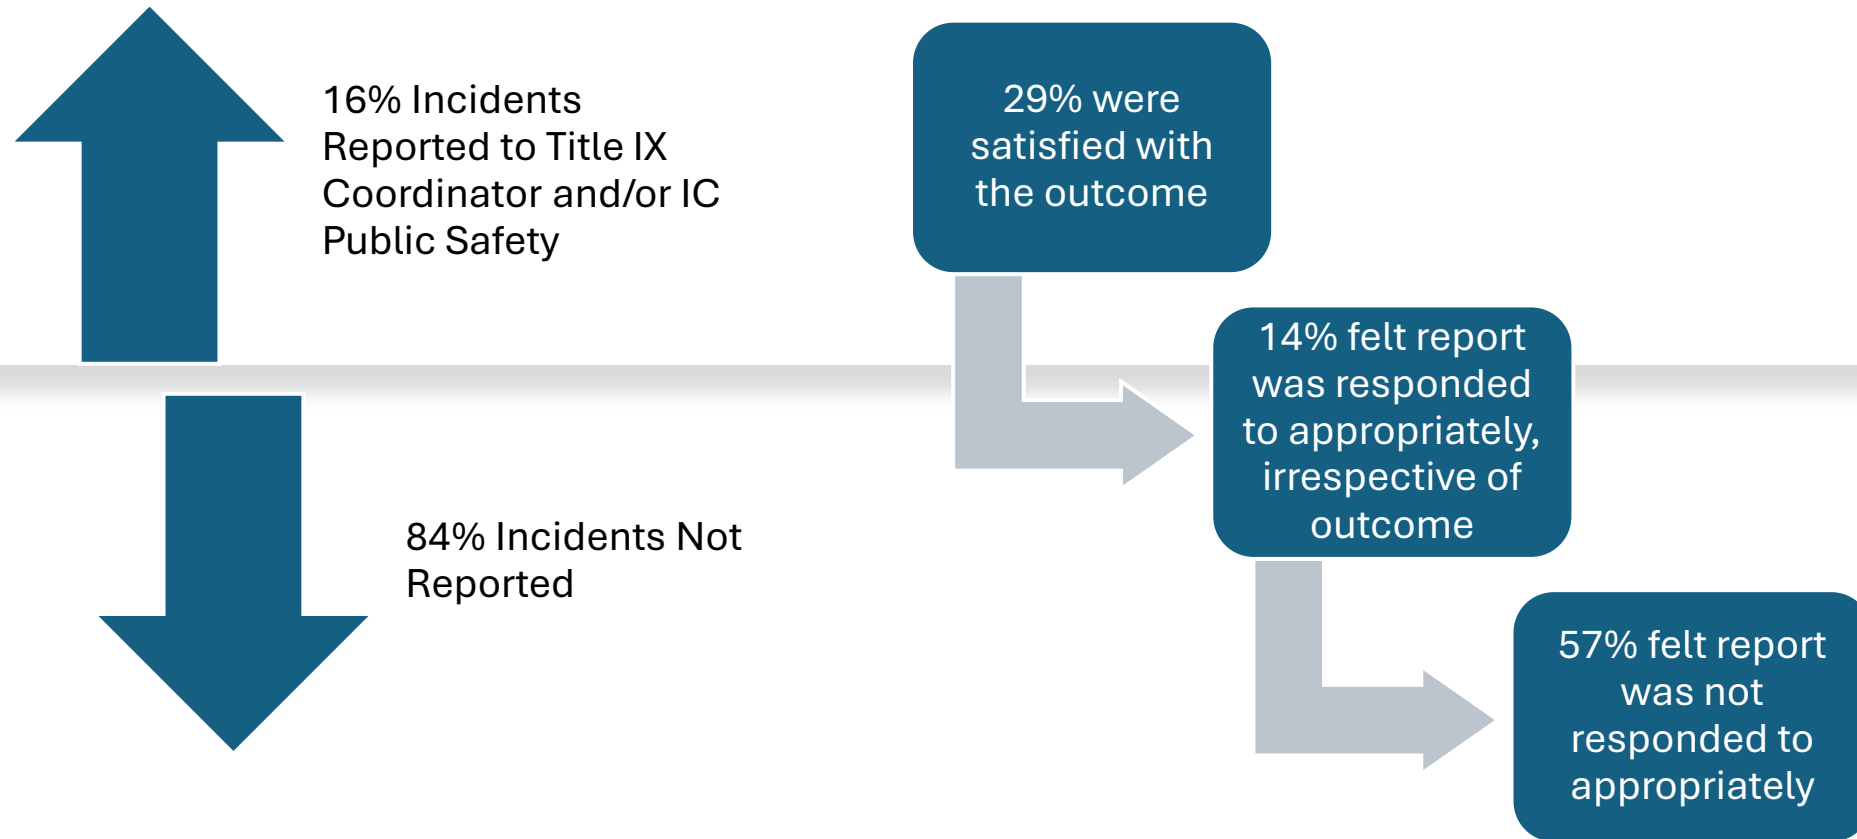 16% Incidents
Reported to Title IX
Coordinator and/or IC
Public Safety
84% Incidents Not
Reported
29% were
satisfied with
the outcome
14% felt report
was responded
to appropriately,
irrespective of
outcome
57% felt report
was not
responded to
appropriately